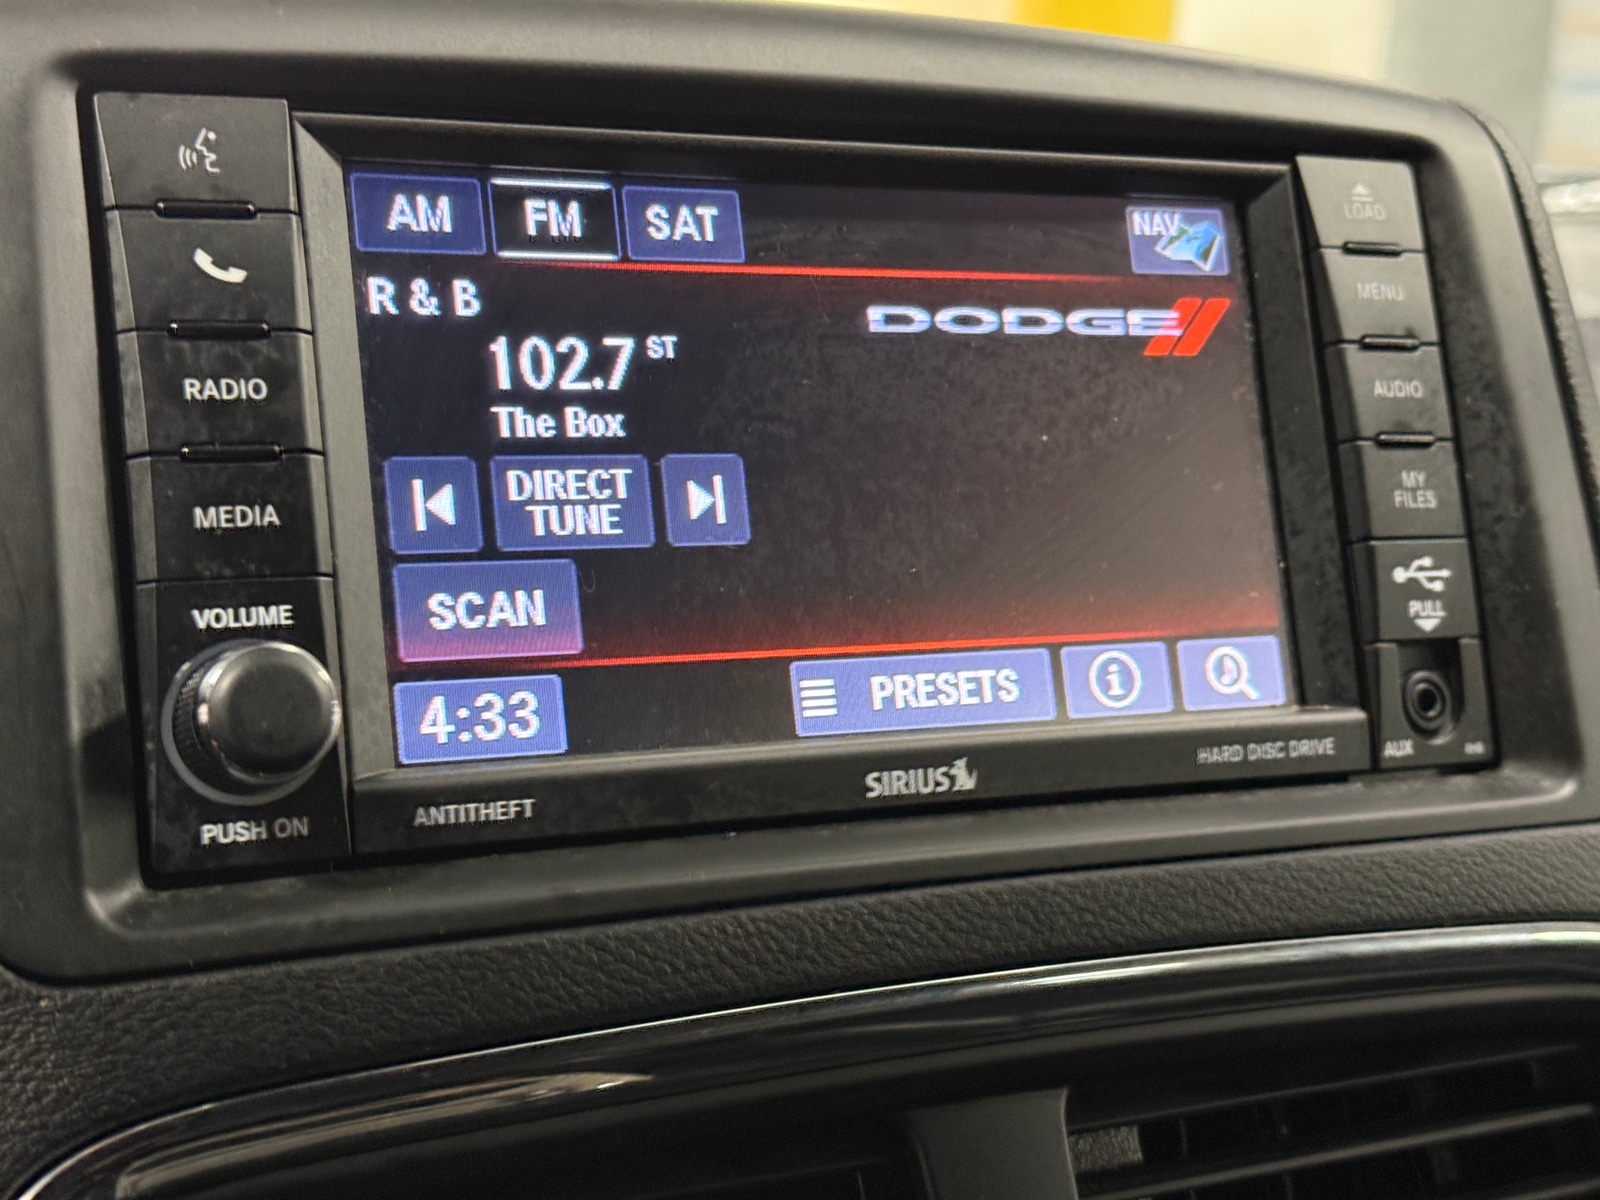 AM
FM
SAT
NAV
R & B
DODGE
102.7 ST
The Box
DIRECT
TUNE
SCAN
4:33
PRESETS
i
RADIO
MEDIA
VOLUME
PUSH ON
ANTITHEFT
SIRIUS
HARD DISC DRIVE
LOAD
MENU
AUDIO
MY
FILES
PULL
AUX